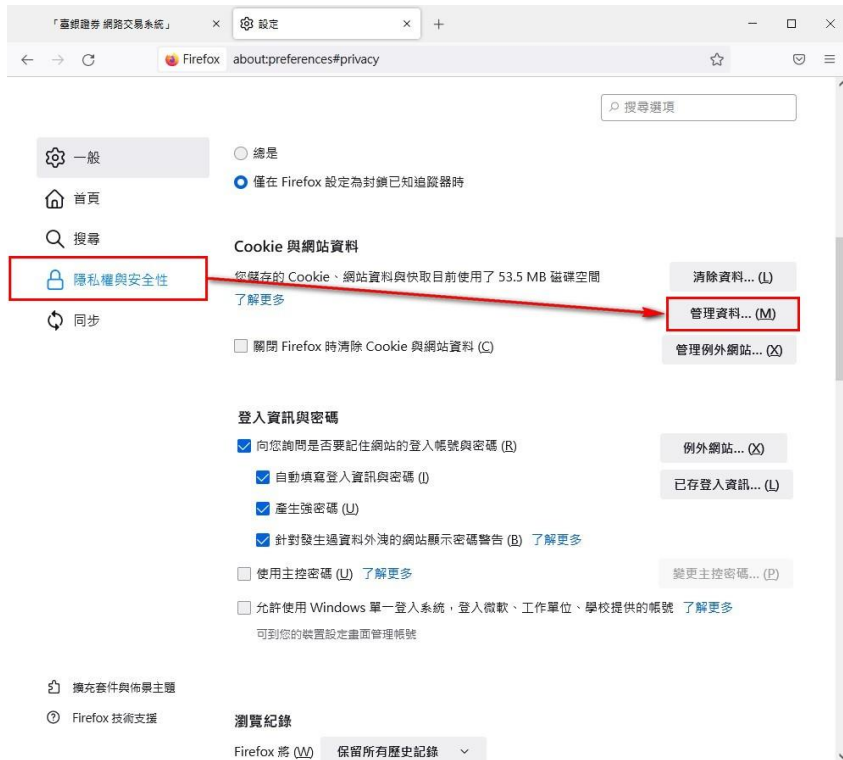 「臺銀證券 網路交易系統」
設定
Firefox about:preferences#privacy
搜尋選項
一般
首頁
搜尋
隱私權與安全性
同步
總是
僅在 Firefox 設定為封鎖已知追蹤器時
Cookie 與網站資料
您儲存的 Cookie、網站資料與快取目前使用了 53.5 MB 磁碟空間
了解更多
清除資料... (L)
管理資料... (M)
關閉 Firefox 時清除 Cookie 與網站資料 (C)
管理例外網站... (X)
登入資訊與密碼
向您詢問是否要記住網站的登入帳號與密碼 (R)
例外網站... (X)
自動填寫登入資訊與密碼 (I)
已存登入資訊... (L)
產生強密碼 (U)
針對發生過資料外洩的網站顯示密碼警告 (B) 了解更多
使用主控密碼 (U) 了解更多
變更主控密碼... (P)
允許使用 Windows 單一登入系統，登入微軟、工作單位、學校提供的帳號 了解更多
可到您的裝置設定畫面管理帳號
擴充套件與佈景主題
Firefox 技術支援
瀏覽紀錄
Firefox 將 (W) 保留所有歷史記錄